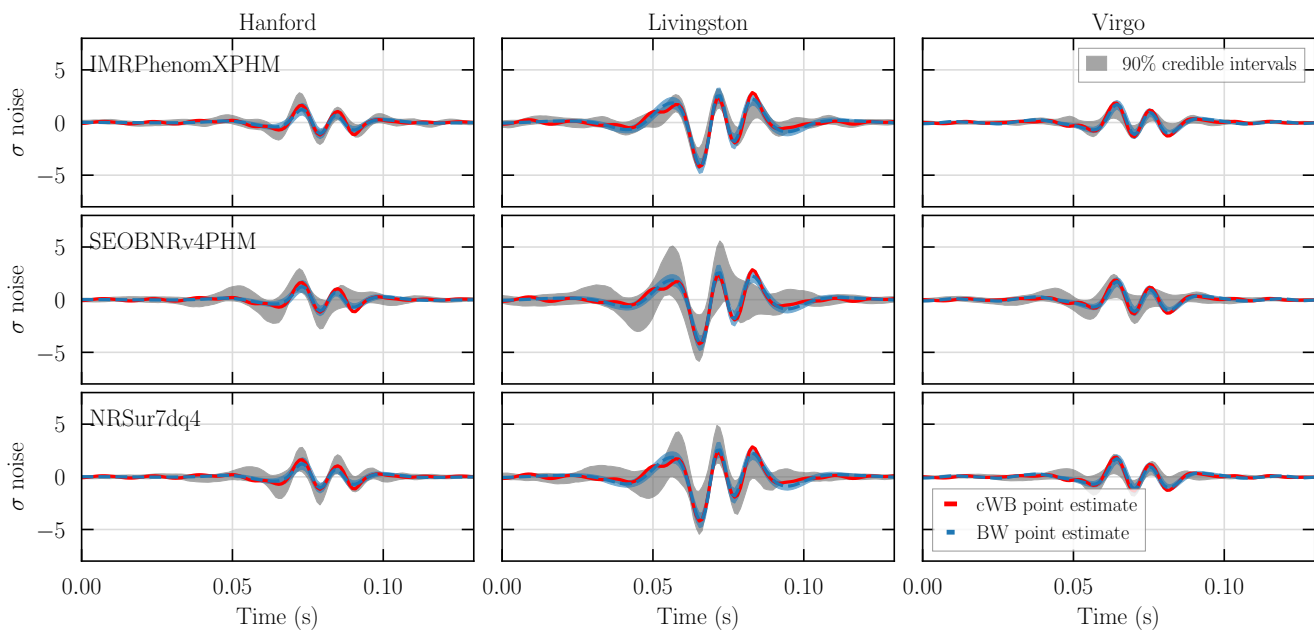 Hanford
Livingston
Virgo
σ noise
5
0
−5
IMRPhenomXPHM
90% credible intervals
σ noise
5
0
−5
SEOBNRv4PHM
σ noise
5
0
−5
NRSur7dq4
cWB point estimate
BW point estimate
0.00 0.05 0.10
0.00 0.05 0.10
0.00 0.05 0.10
Time (s)
Time (s)
Time (s)